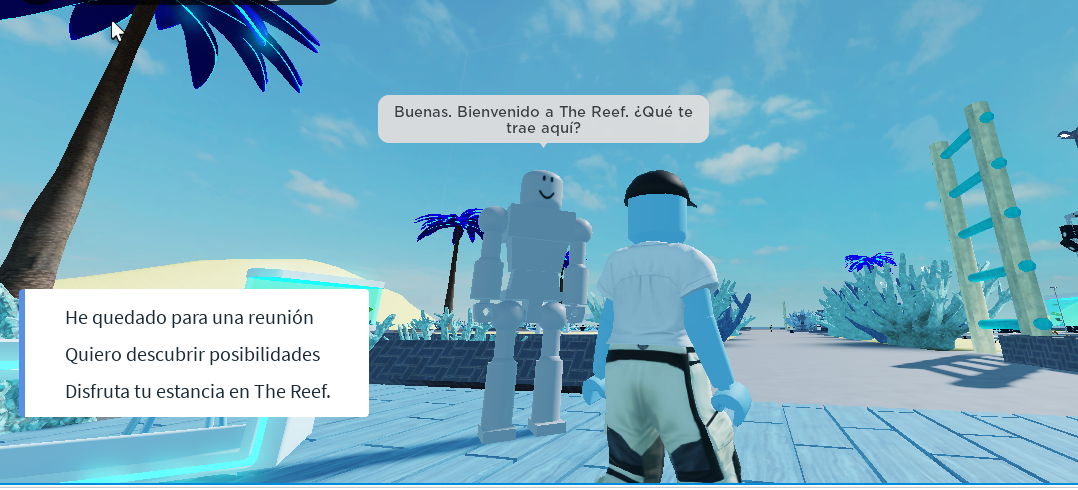 Buenas. Bienvenido a The Reef. ¿Qué te
trae aquí?
He quedado para una reunión
Quiero descubrir posibilidades
Disfruta tu estancia en The Reef.